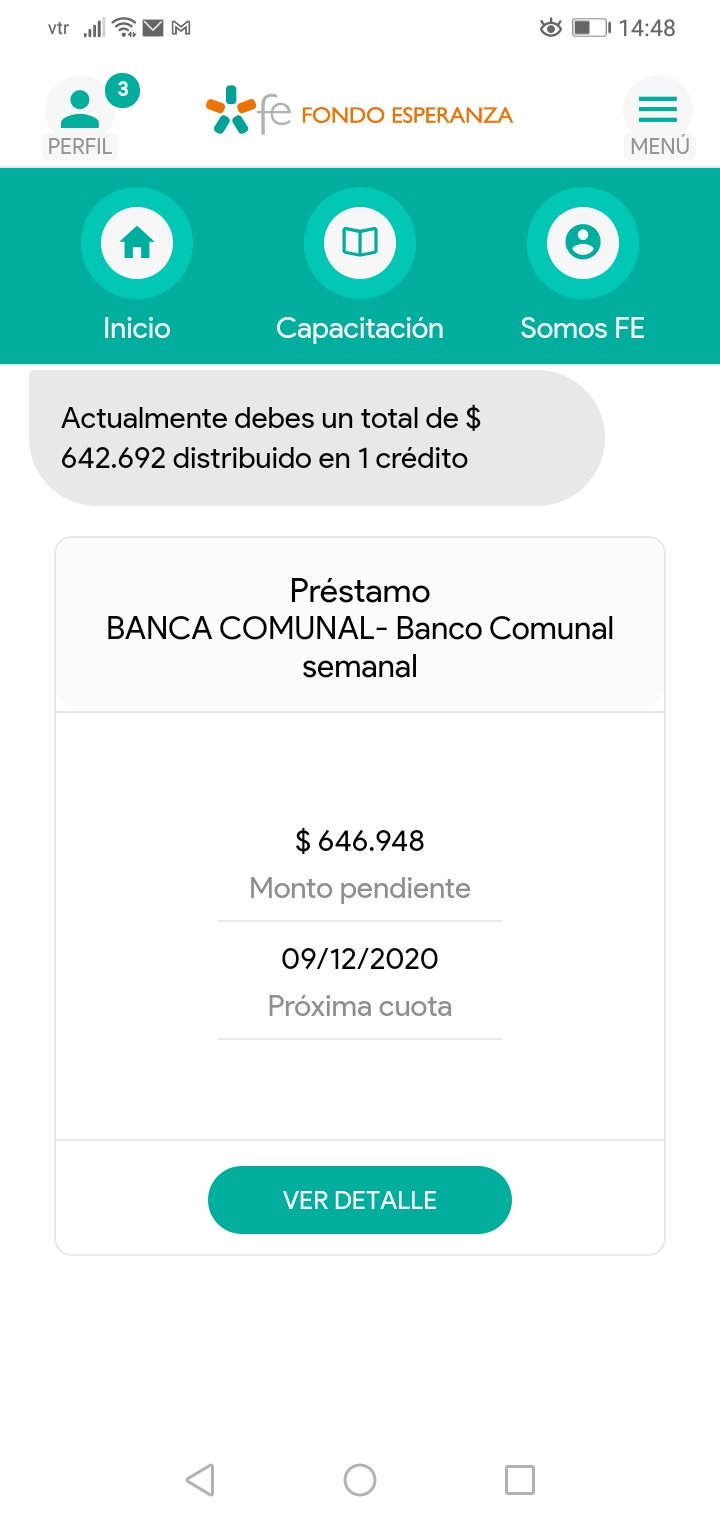 vtr 14:48
3
fe FONDO ESPERANZA
PERFIL MENÚ
Inicio Capacitación Somos FE
Actualmente debes un total de $
642.692 distribuido en 1 crédito
Préstamo
BANCA COMUNAL- Banco Comunal
semanal
$ 646.948
Monto pendiente
09/12/2020
Próxima cuota
VER DETALLE